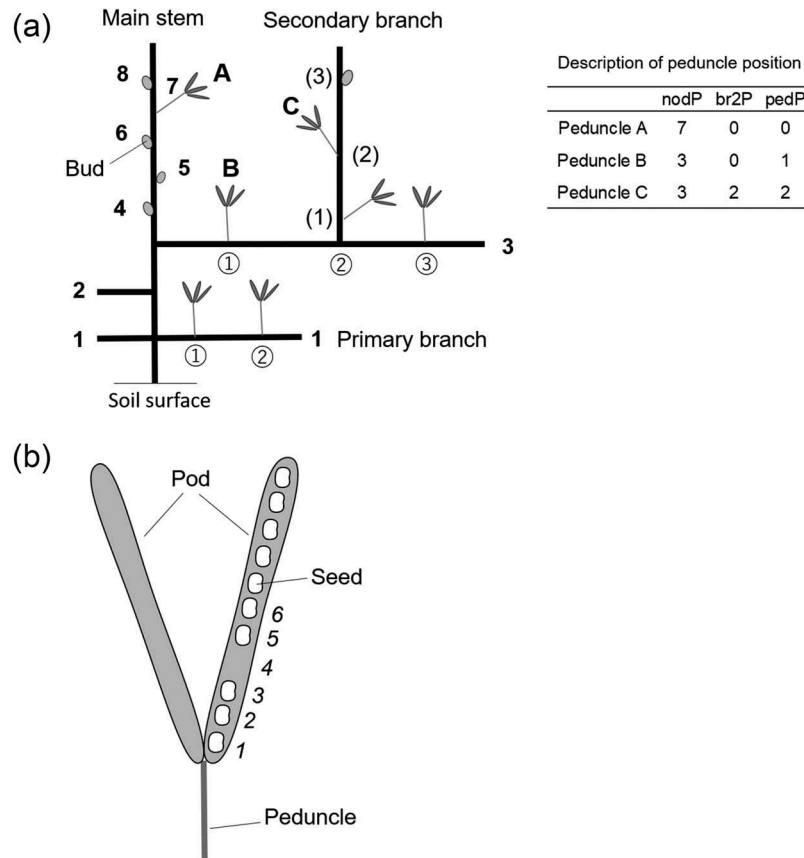 (a)
Main stem
Secondary branch
8
7
A
(3)
C
6
Bud
5
B
(2)
4
(1)
3
① ② ③
2
1
1 Primary branch
① ②
Soil surface
Description of peduncle position
nodP br2P pedP
Peduncle A 7 0 0
Peduncle B 3 0 1
Peduncle C 3 2 2
(b)
Pod
Seed
6
5
4
3
2
1
Peduncle